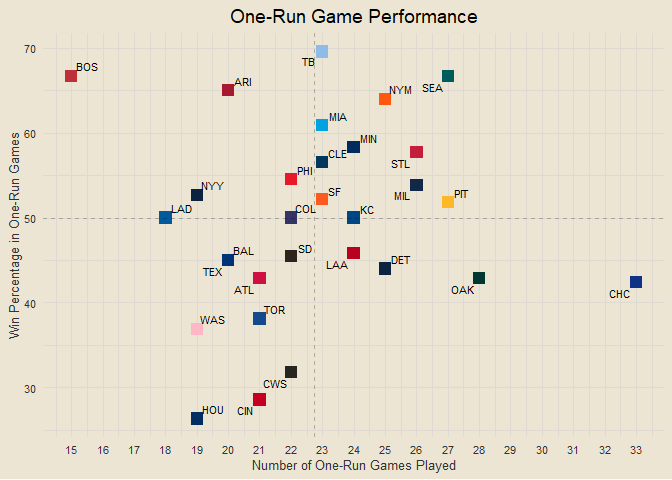 One-Run Game Performance
70
BOS
TB
ARI
SEA
NYM
60
MIA
MIN
CLE
STL
PHI
NYY
SF
MIL
PIT
LAD
COL
KC
50
BAL
SD
TEX
LAA
DET
ATL
OAK
CHC
40
WAS
TOR
CWS
30
HOU
CIN
Win Percentage in One-Run Games
15 16 17 18 19 20 21 22 23 24 25 26 27 28 29 30 31 32 33
Number of One-Run Games Played